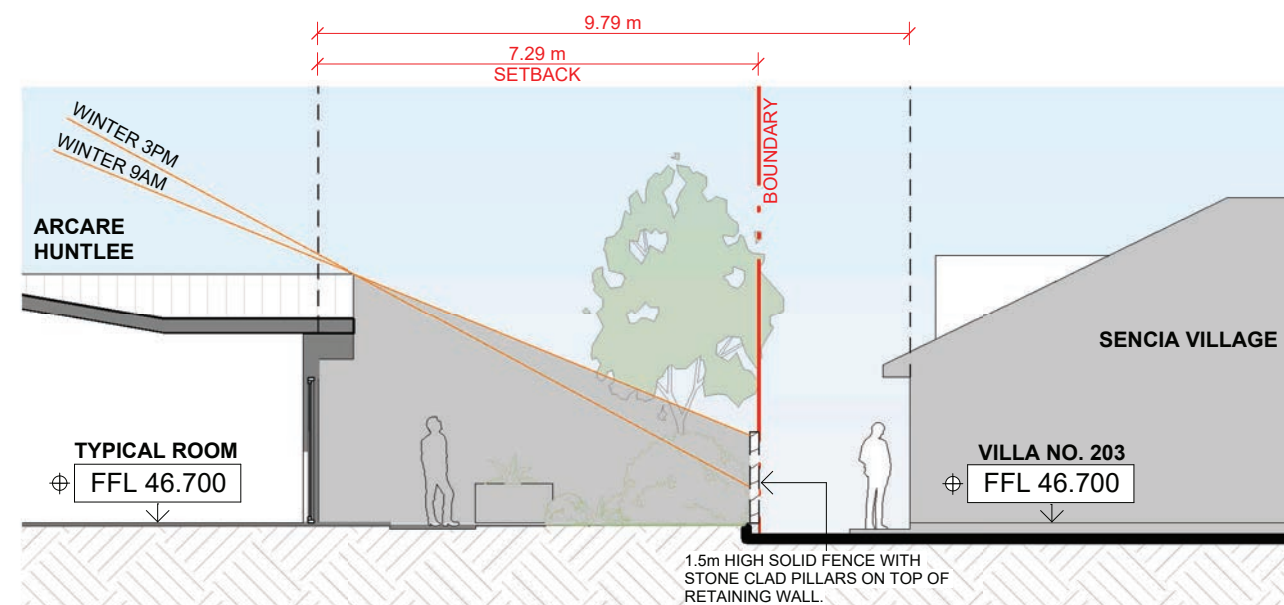 9.79 m
7.29 m
SETBACK
BOUNDARY
WINTER 3PM
WINTER 9AM
ARCARE
HUNTLEE
SENCIA VILLAGE
TYPICAL ROOM
FFL 46.700
VILLA NO. 203
FFL 46.700
1.5m HIGH SOLID FENCE WITH
STONE CLAD PILLARS ON TOP OF
RETAINING WALL.